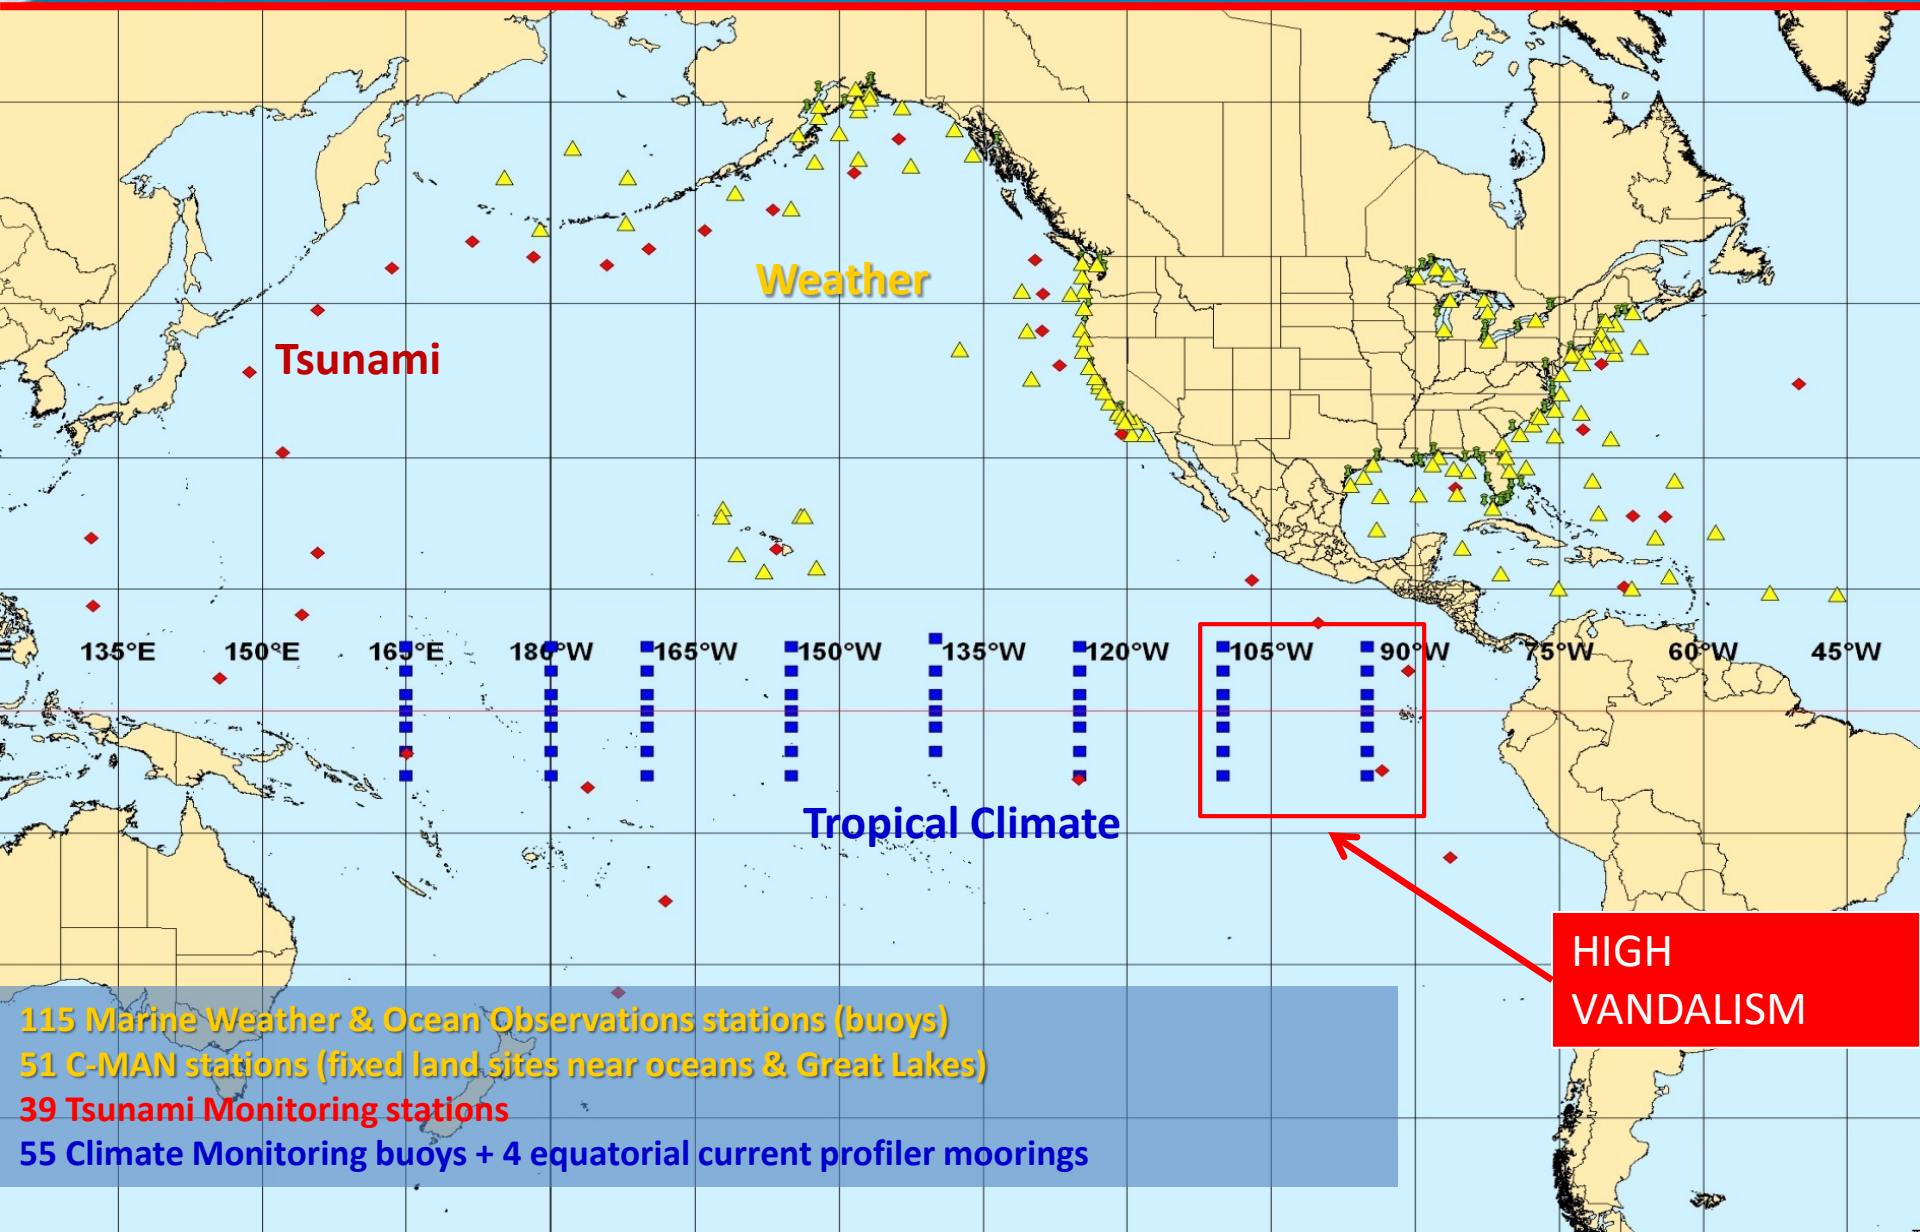 Weather
Tsunami
135°E 150°E 165°E 180°W 165°W 150°W 135°W 120°W 105°W 90°W 75°W 60°W 45°W
Tropical Climate
HIGH
VANDALISM
115 Marine Weather & Ocean Observations stations (buoys)
51 C-MAN stations (fixed land sites near oceans & Great Lakes)
39 Tsunami Monitoring stations
55 Climate Monitoring buoys + 4 equatorial current profiler moorings